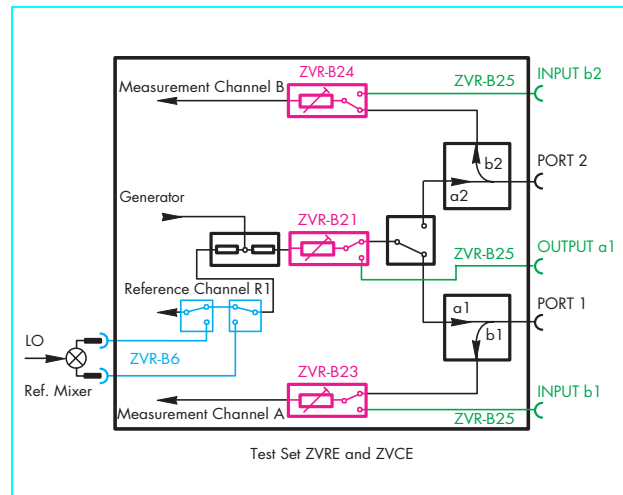 ZVR-B24
INPUT b2
Measurement Channel B
ZVR-B25
b2
PORT 2
a2
Generator
ZVR-B21
OUTPUT a1
ZVR-B25
Reference Channel R1
a1
PORT 1
b1
LO
ZVR-B6
Ref. Mixer
ZVR-B23
INPUT b1
Measurement Channel A
ZVR-B25
Test Set ZVRE and ZVCE